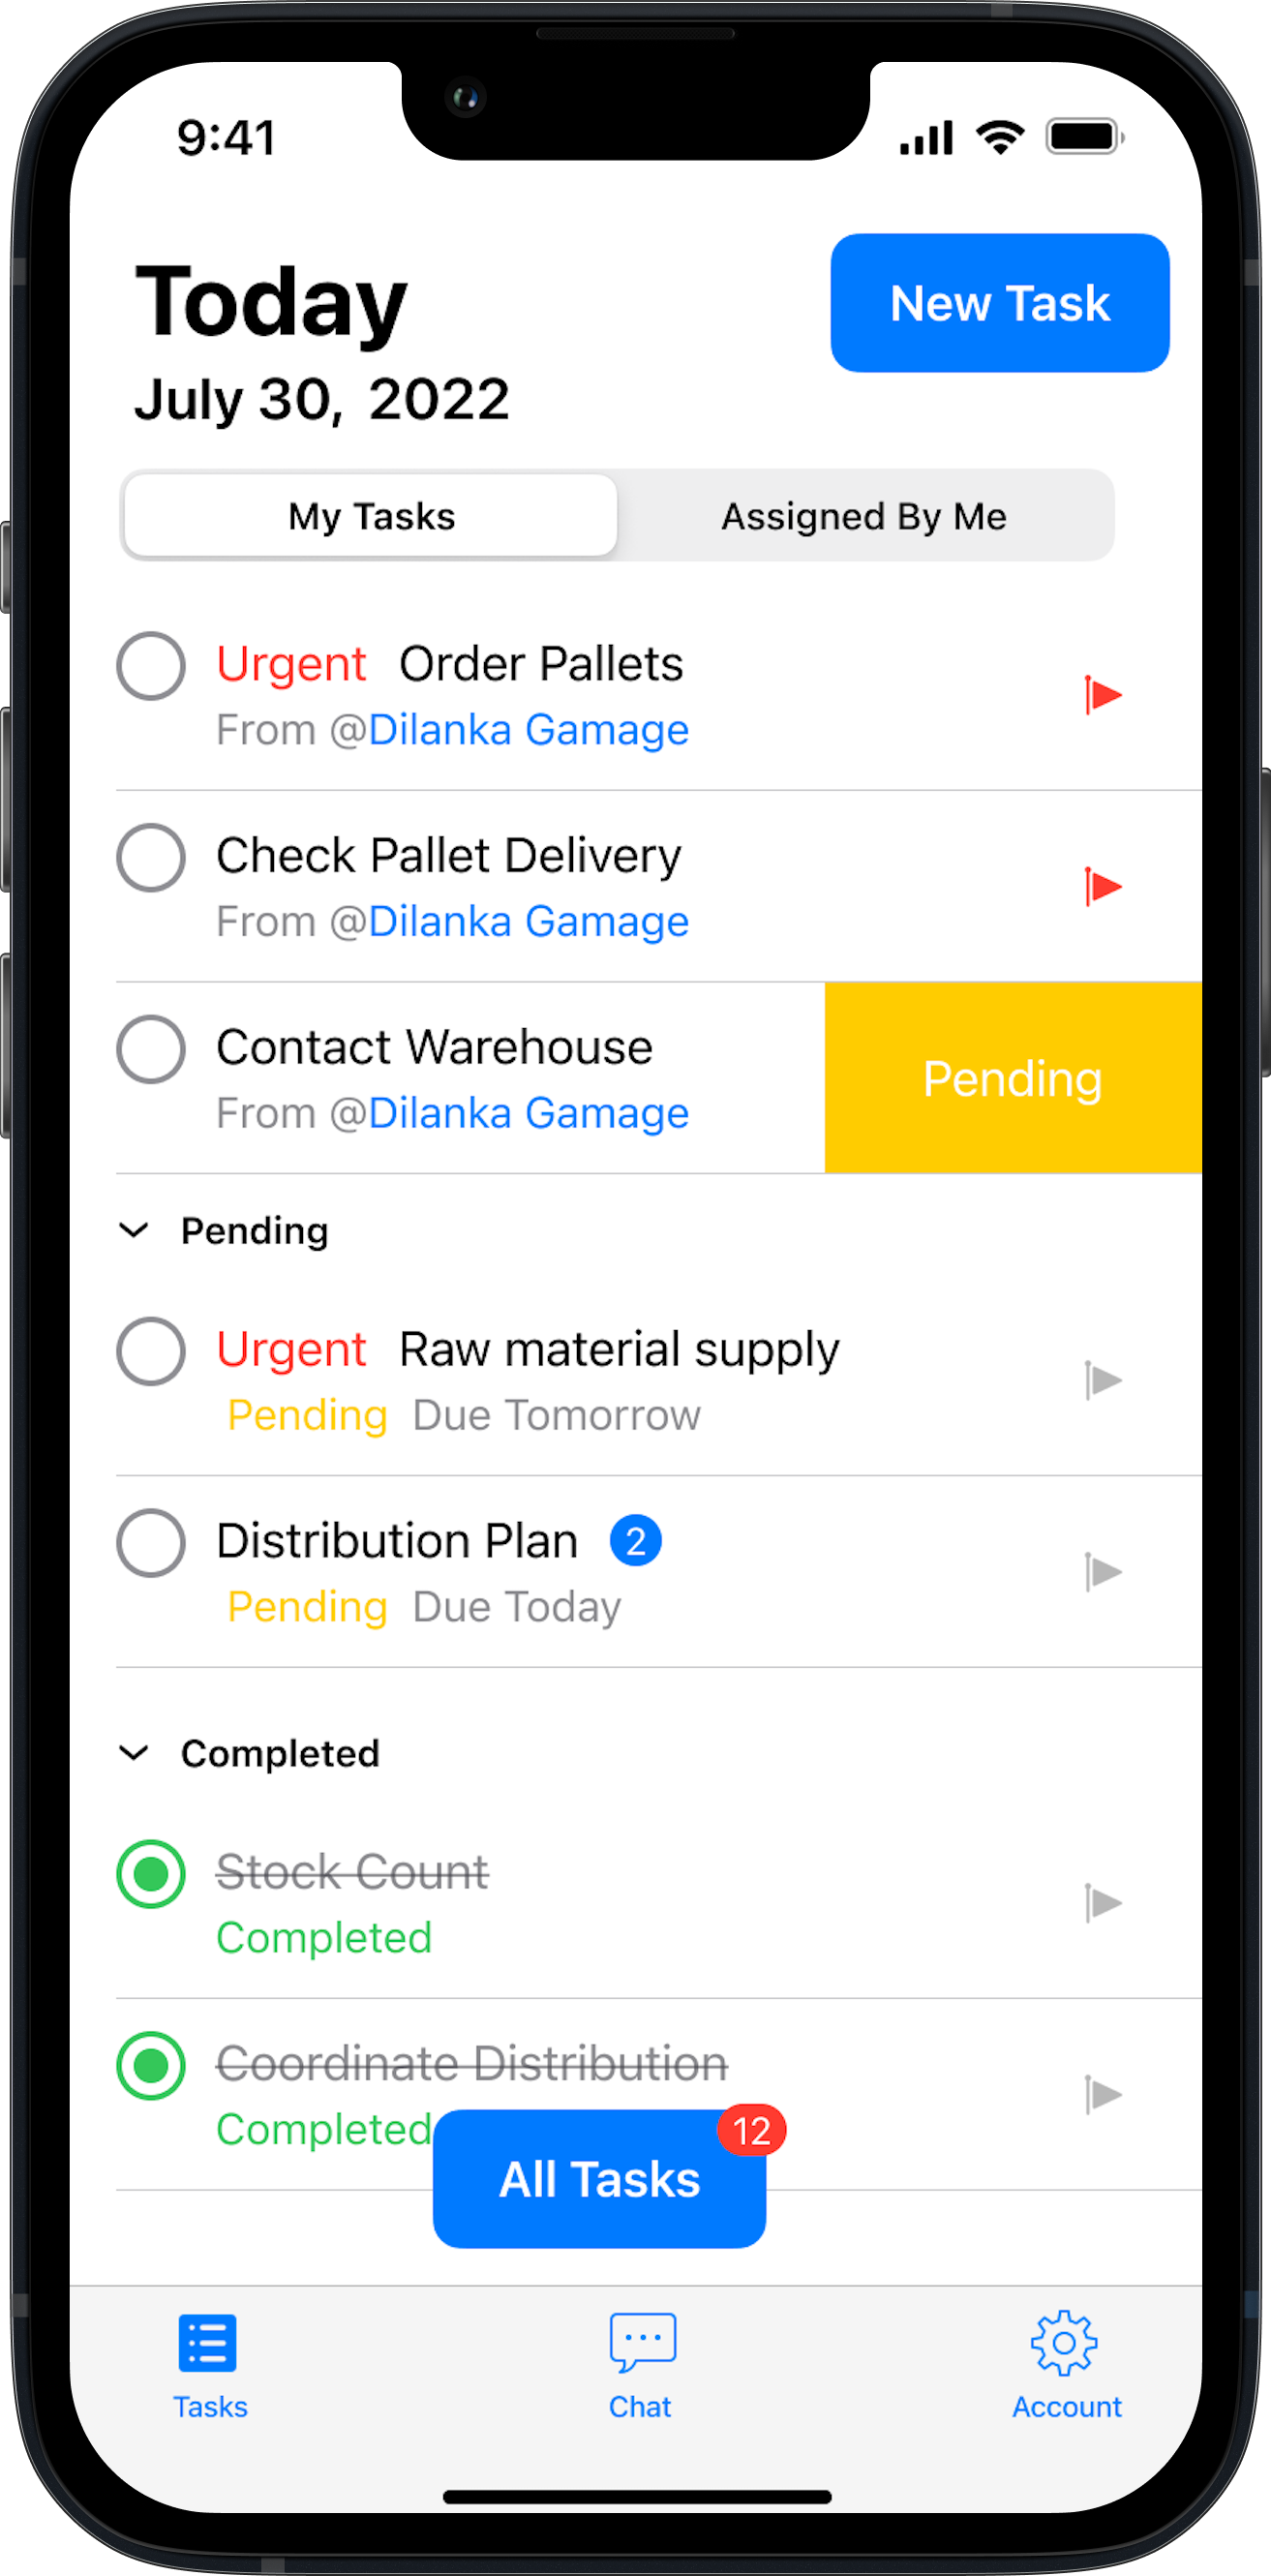 9:41
Today
New Task
July 30, 2022
My Tasks
Assigned By Me
Urgent Order Pallets
From @Dilanka Gamage
Check Pallet Delivery
From @Dilanka Gamage
Contact Warehouse
From @Dilanka Gamage
Pending
Pending
Urgent Raw material supply
Pending Due Tomorrow
Distribution Plan 2
Pending Due Today
Completed
Stock Count
Completed
Coordinate Distribution
Completed
12
All Tasks
Tasks
Chat
Account